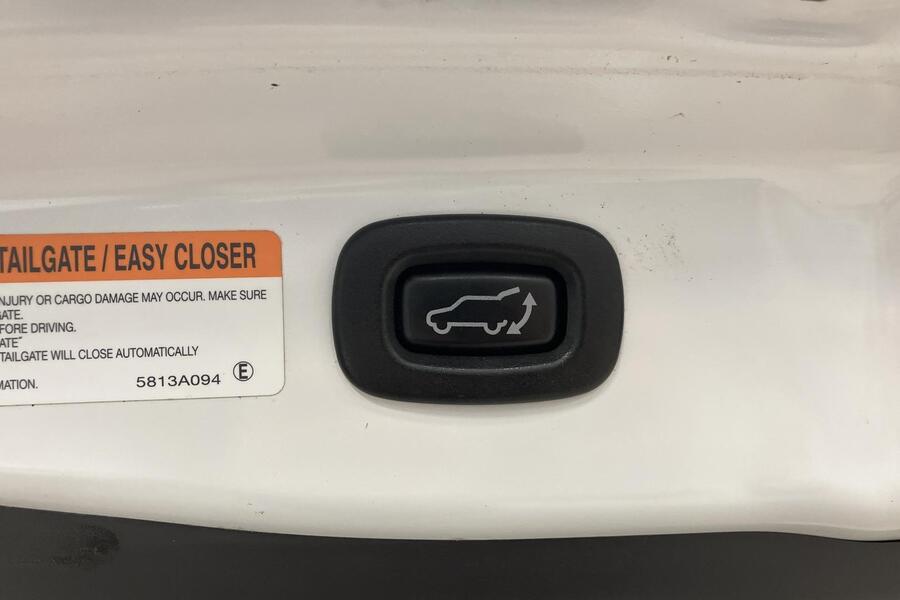 TAILGATE / EASY CLOSER
NJURY OR CARGO DAMAGE MAY OCCUR. MAKE SURE
GATE.
FORE DRIVING.
ATE"
TAILGATE WILL CLOSE AUTOMATICALLY
MATION.
5813A094 E